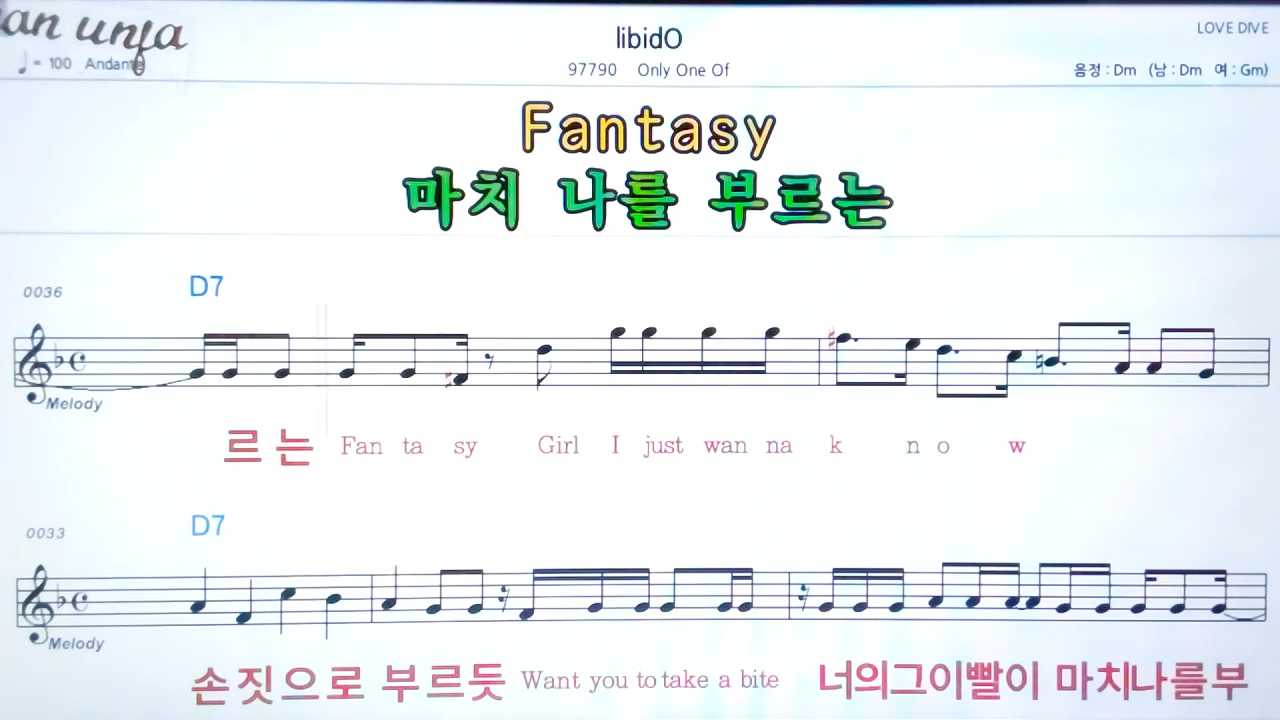 an unfa
libidO
LOVE DIVE
♩= 100 Andante
97790 Only One Of
음정 : Dm (남 : Dm 여 : Gm)
Fantasy
마치 나를 부르는
0036
D7
Melody
르 는 Fan ta sy Girl I just wan na k n o w
0033
D7
Melody
손짓으로 부르듯 Want you to take a bite 너의그이빨이 마치나를부